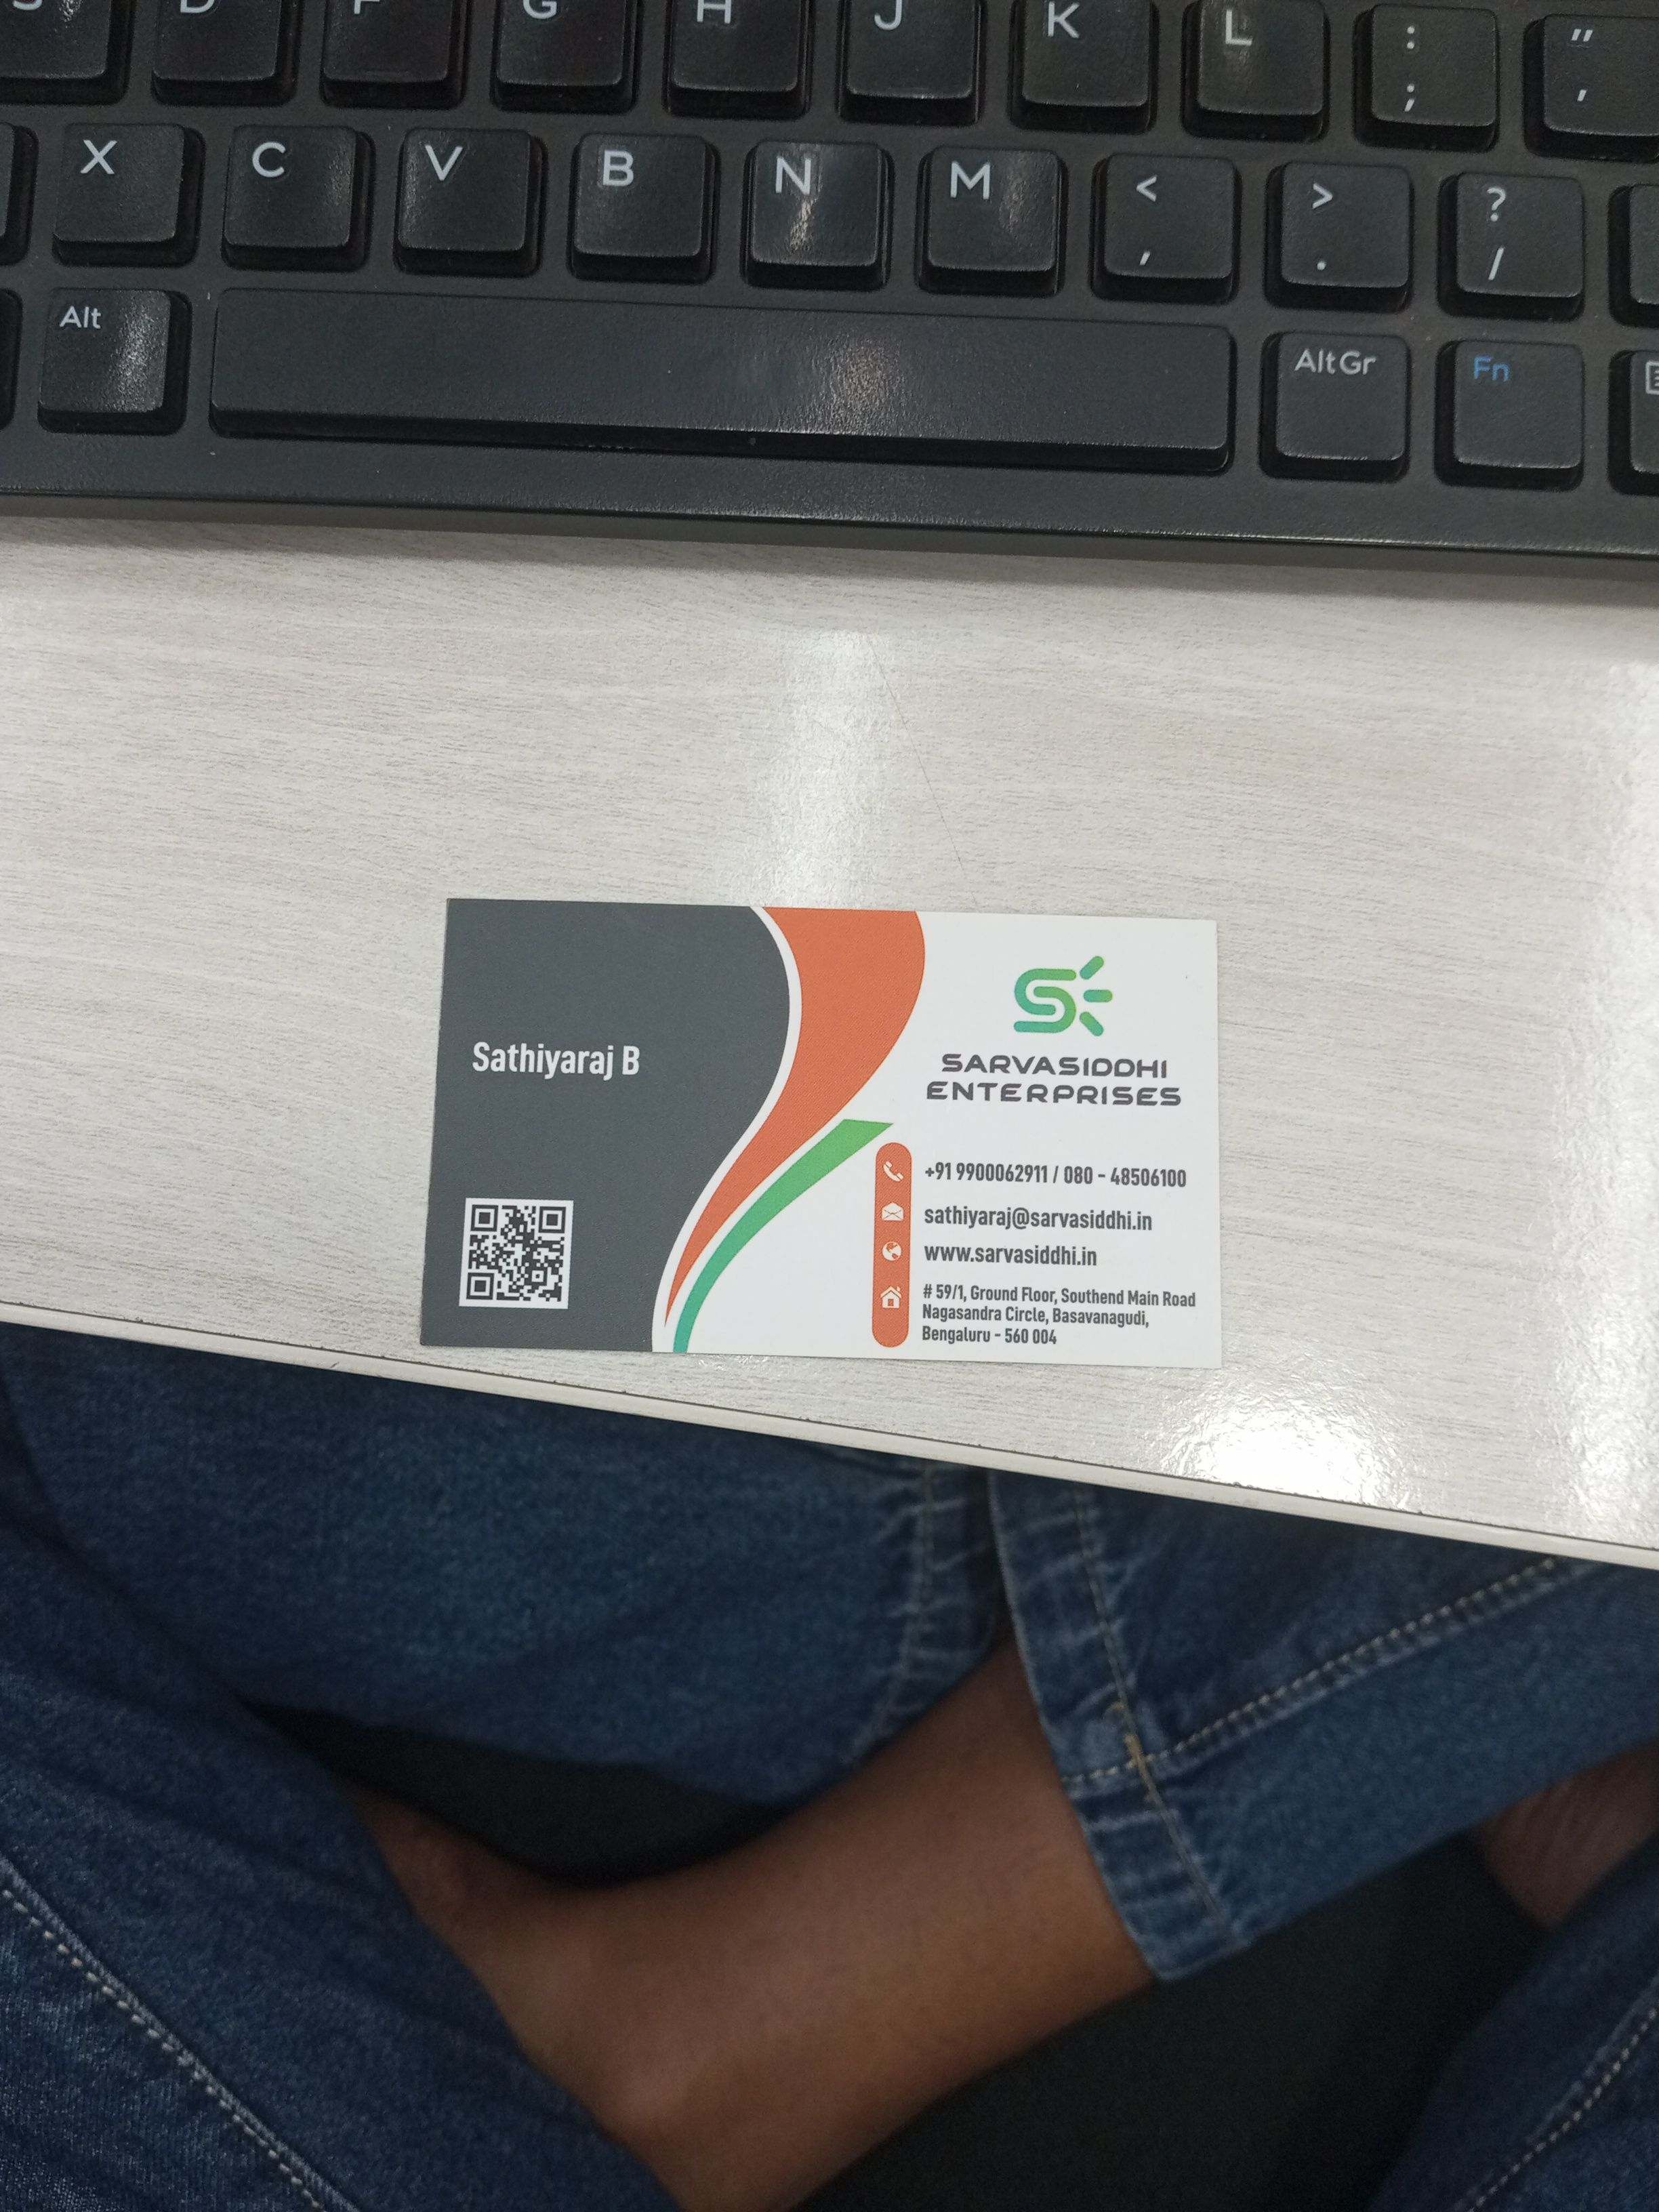 S D F G H J K L : ; " '
X C V B N M < , > . ? /
Alt AltGr Fn
Sathiyaraj B
SARVASIDDHI
ENTERPRISES
+91 9900062911 / 080 - 48506100
sathiyaraj@sarvasiddhi.in
www.sarvasiddhi.in
# 59/1, Ground Floor, Southend Main Road
Nagasandra Circle, Basavanagudi,
Bengaluru - 560 004